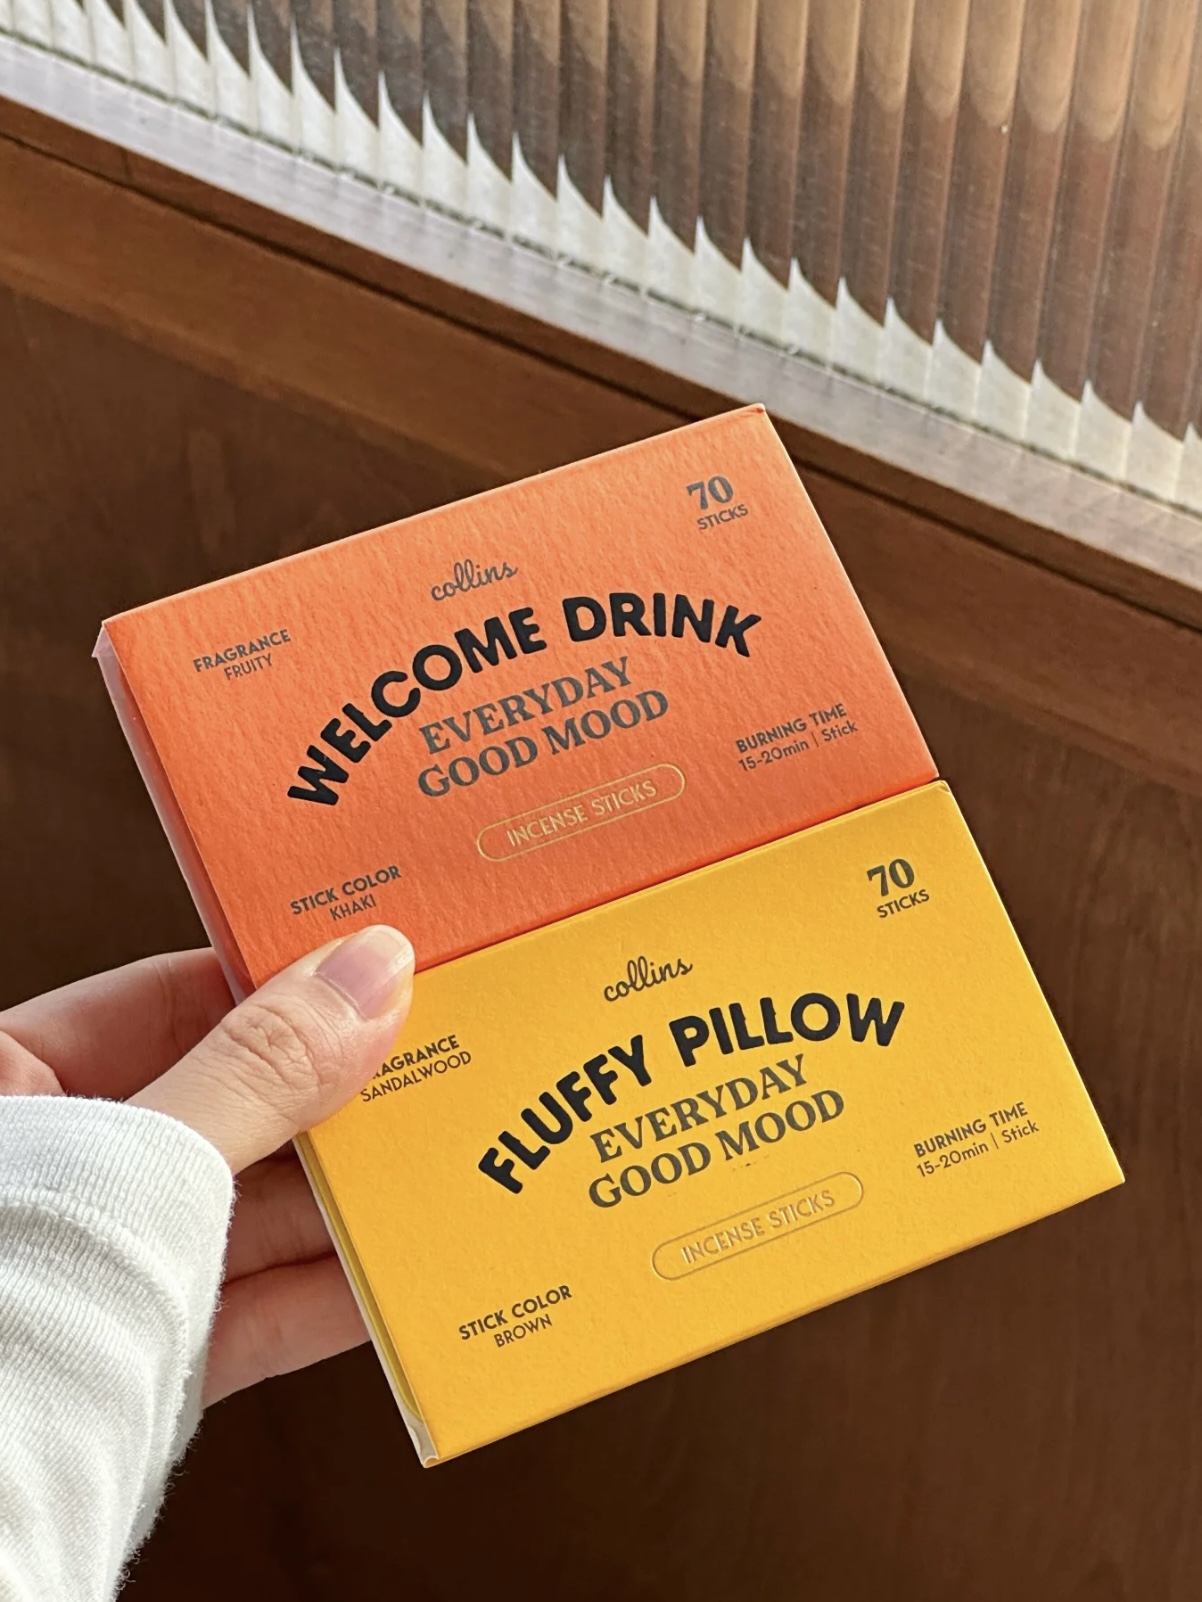 70
STICKS
collins
FRAGRANCE
FRUITY
WELCOME DRINK
EVERYDAY
GOOD MOOD
BURNING TIME
15-20min | Stick
INCENSE STICKS
STICK COLOR
KHAKI
70
STICKS
collins
RAGRANCE
SANDALWOOD
FLUFFY PILLOW
EVERYDAY
GOOD MOOD
BURNING TIME
15-20min | Stick
INCENSE STICKS
STICK COLOR
BROWN